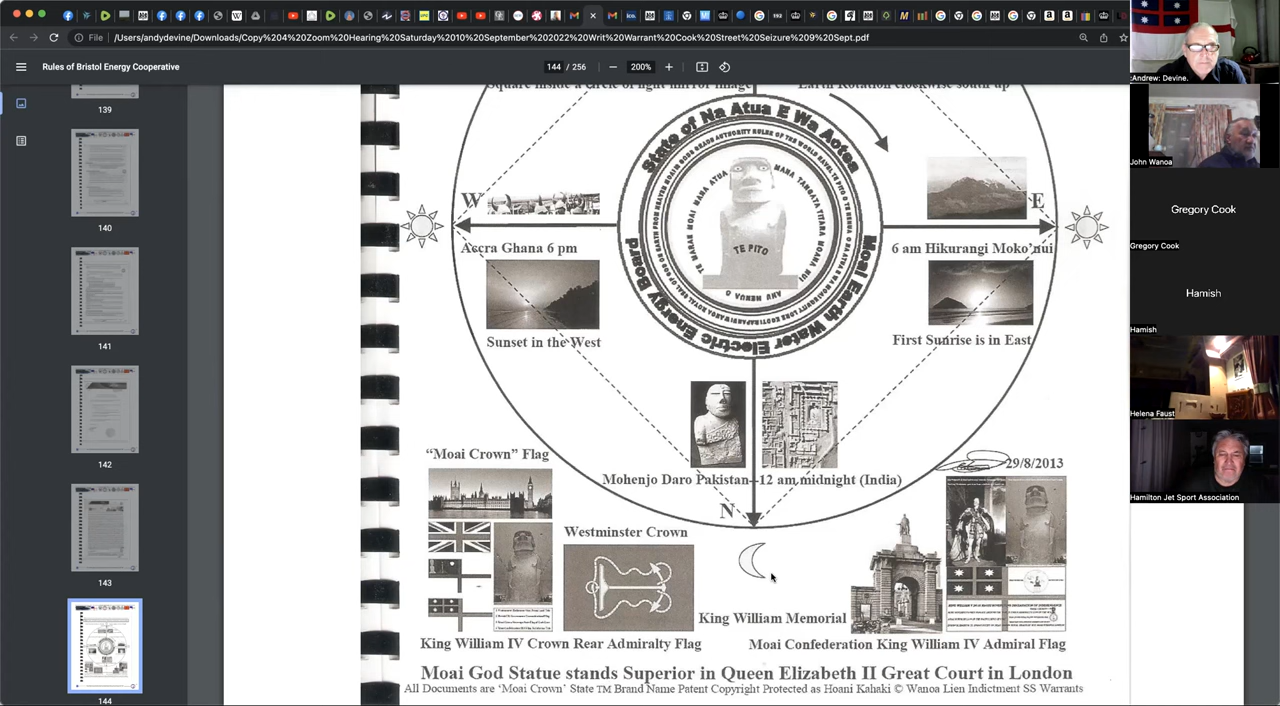 File
/Users/andydevine/Downloads/Copy%204%20Zoom%20Hearing%20Saturday%2010%20September%202022%20Writ%20Warrant%20Cook%20Street%20Seizure%209%20Sept.pdf
Rules of Bristol Energy Cooperative
144 / 256
200%
139
140
141
142
143
144
Square inside a circle of light mirror image
Earth Rotation clockwise south up
State of Na Atua E Wa Aotea
Moai Earth Water Electric Energy Board
TE PITO
W
E
Accra Ghana 6 pm
6 am Hikurangi Moko'nui
Sunset in the West
First Sunrise is in East
Mohenjo Daro Pakistan--12 am midnight (India)
N
29/8/2013
“Moai Crown” Flag
Westminster Crown
King William Memorial
King William IV Crown Rear Admiralty Flag
Moai Confederation King William IV Admiral Flag
Moai God Statue stands Superior in Queen Elizabeth II Great Court in London
All Documents are ‘Moai Crown’ State TM Brand Name Patent Copyright Protected as Hoani Kahaki © Wanoa Lien Indictment SS Warrants
Andrew: Devine.
John Wanoa
Gregory Cook
Gregory Cook
Hamish
Hamish
Helena Faust
Hamilton Jet Sport Association